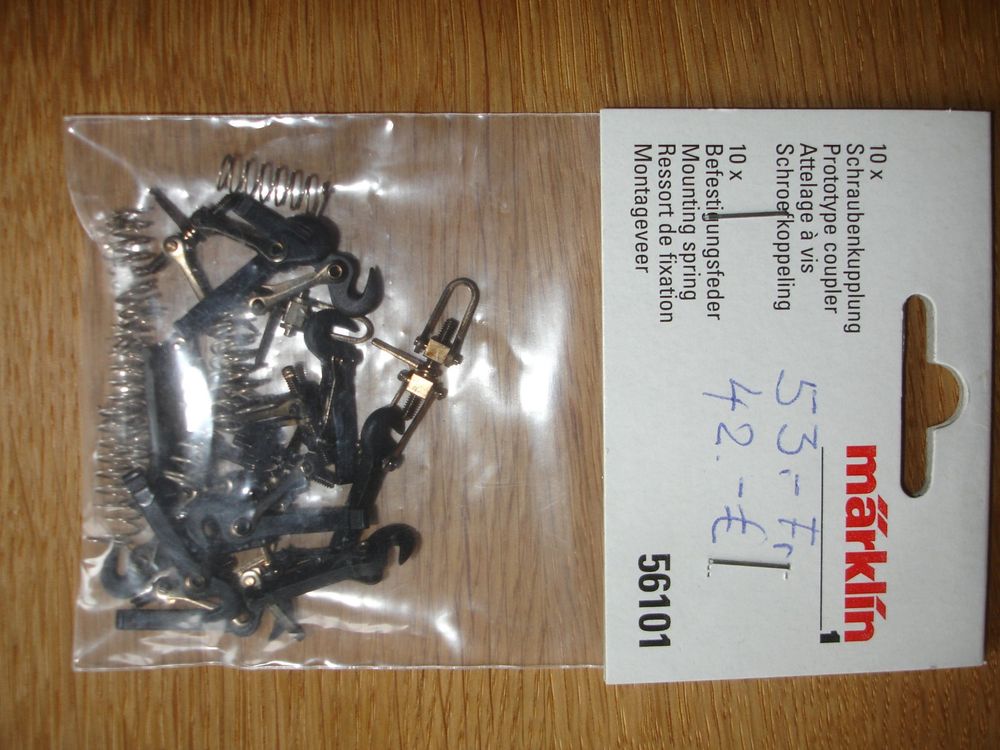 10 x
Schraubenkupplung
Prototype coupler
Attelage à vis
Schroefkoppeling
10 x
Befestigungsfeder
Mounting spring
Ressort de fixation
Montageveer
53.- Fr
42.-€
märklin
1
56101